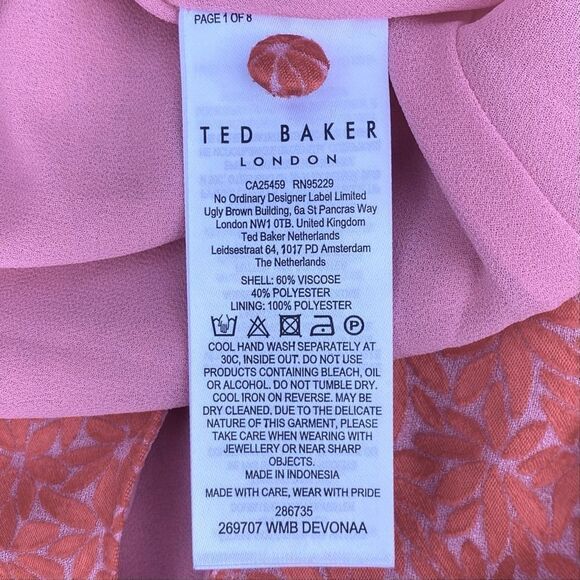 PAGE 1 OF 8
TED BAKER
LONDON
CA25459 RN95229
No Ordinary Designer Label Limited
Ugly Brown Building, 6a St Pancras Way
London NW1 0TB. United Kingdom
Ted Baker Netherlands
Leidsestraat 64, 1017 PD Amsterdam
The Netherlands
SHELL: 60% VISCOSE
40% POLYESTER
LINING: 100% POLYESTER
P
COOL HAND WASH SEPARATELY AT
30C, INSIDE OUT. DO NOT USE
PRODUCTS CONTAINING BLEACH, OIL
OR ALCOHOL. DO NOT TUMBLE DRY.
COOL IRON ON REVERSE. MAY BE
DRY CLEANED. DUE TO THE DELICATE
NATURE OF THIS GARMENT, PLEASE
TAKE CARE WHEN WEARING WITH
JEWELLERY OR NEAR SHARP
OBJECTS.
MADE IN INDONESIA
MADE WITH CARE, WEAR WITH PRIDE
286735
269707 WMB DEVONAA